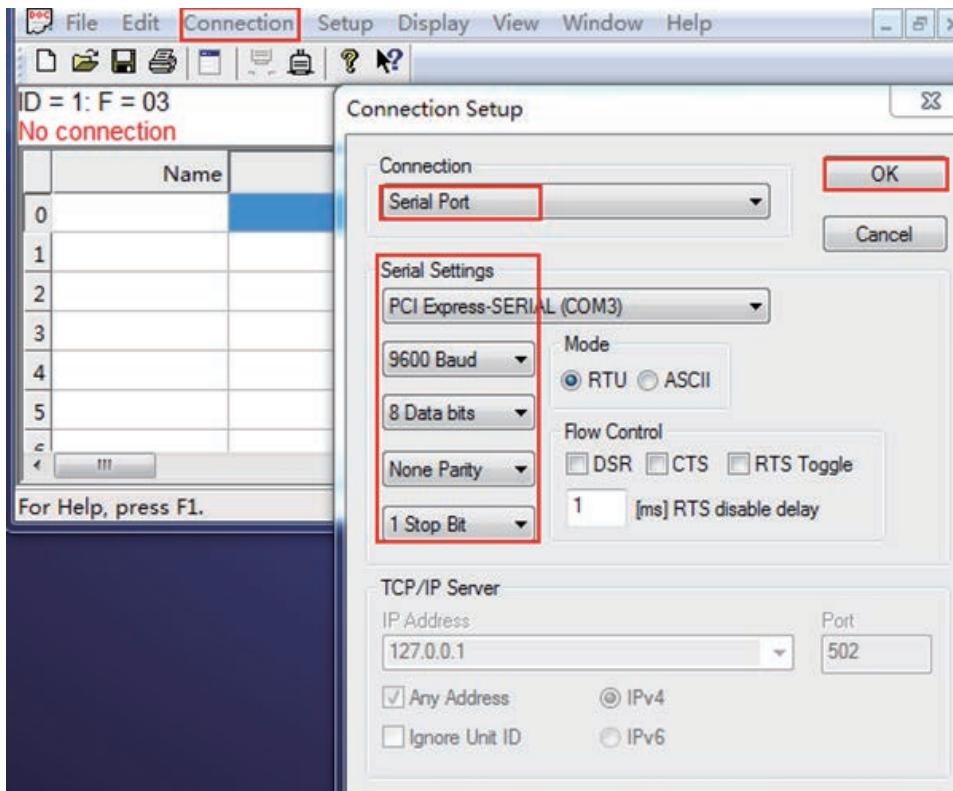 File Edit Connection Setup Display View Window Help
ID = 1: F = 03
No connection
Name
0
1
2
3
4
5
For Help, press F1.
Connection Setup
Connection
Serial Port
OK
Cancel
Serial Settings
PCI Express-SERIAL (COM3)
9600 Baud
8 Data bits
None Parity
1 Stop Bit
Mode
RTU ASCII
Flow Control
DSR CTS RTS Toggle
1 [ms] RTS disable delay
TCP/IP Server
IP Address Port
127.0.0.1 502
Any Address IPv4
Ignore Unit ID IPv6